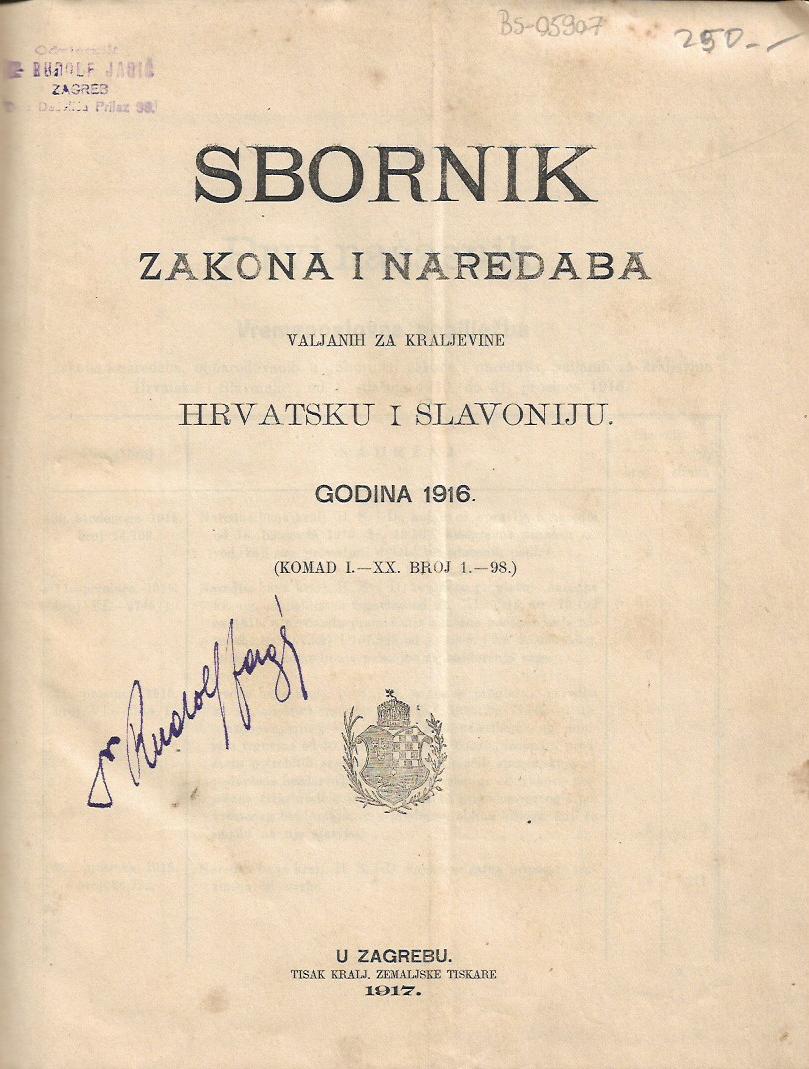 BS-05907
250.-
RUDOLF JAGIĆ
ZAGREB
Prilaz
SBORNIK
ZAKONA I NAREDABA
VALJANIH ZA KRALJEVINE
HRVATSKU I SLAVONIJU.
GODINA 1916.
(KOMAD I.—XX. BROJ 1.—98.)
Dr Rudolf Jagić
U ZAGREBU.
TISAK KRALJ. ZEMALJSKE TISKARE
1917.